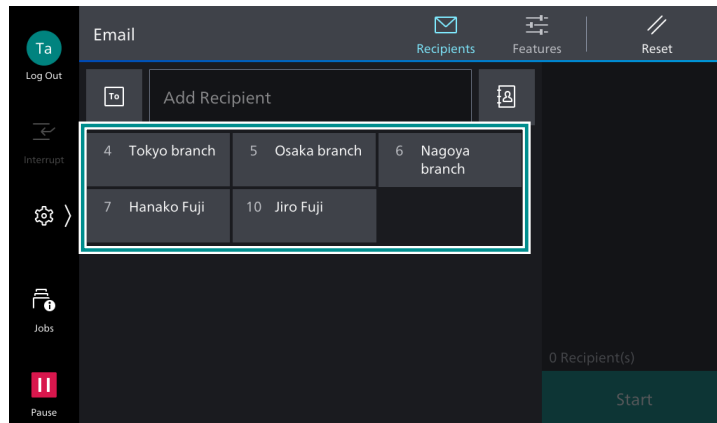 Ta
Log Out
Interrupt
Jobs
Pause
Email
Recipients
Features
Reset
To
Add Recipient
4 Tokyo branch
5 Osaka branch
6 Nagoya
branch
7 Hanako Fuji
10 Jiro Fuji
0 Recipient(s)
Start